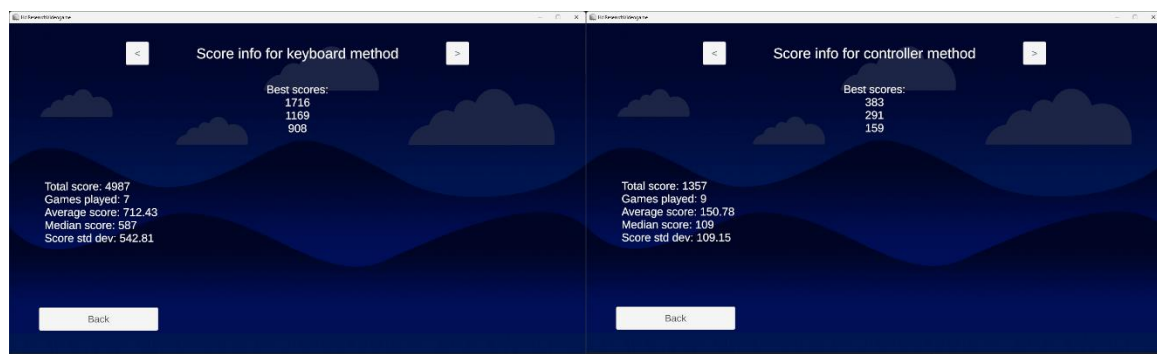 HciResearchVideogame
< Score info for keyboard method >
Best scores:
1716
1169
908
Total score: 4987
Games played: 7
Average score: 712.43
Median score: 587
Score std dev: 542.81
Back
HciResearchVideogame
< Score info for controller method >
Best scores:
383
291
159
Total score: 1357
Games played: 9
Average score: 150.78
Median score: 109
Score std dev: 109.15
Back